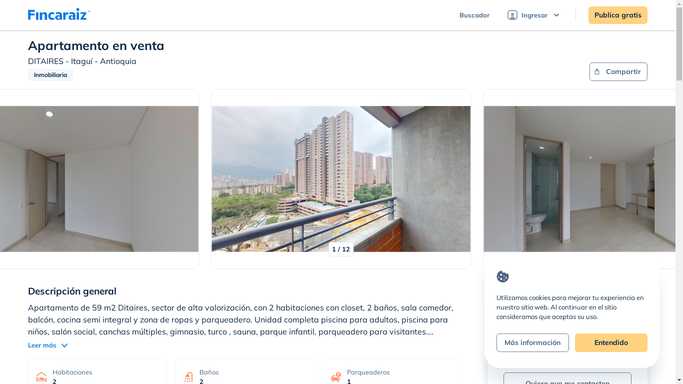 Fincaraiz
Buscador
Ingresar
Publica gratis
Apartamento en venta
DITAIRES - Itaguí - Antioquia
Inmobiliaria
Compartir
1 / 12
Descripción general
Apartamento de 59 m2 Ditaires, sector de alta valorización, con 2 habitaciones con closet, 2 baños, sala comedor,
balcón, cocina semi integral y zona de ropas y parqueadero. Unidad completa piscina para adultos, piscina para
niños, salón social, canchas múltiples, gimnasio, turco , sauna, parque infantil, parqueadero para visitantes....
Leer más
Habitaciones
2
Baños
2
Parqueaderos
1
Utilizamos cookies para mejorar tu experiencia en
nuestro sitio web. Al continuar en el sitio
consideramos que aceptas su uso.
Más información
Entendido
Quiero que me contacten